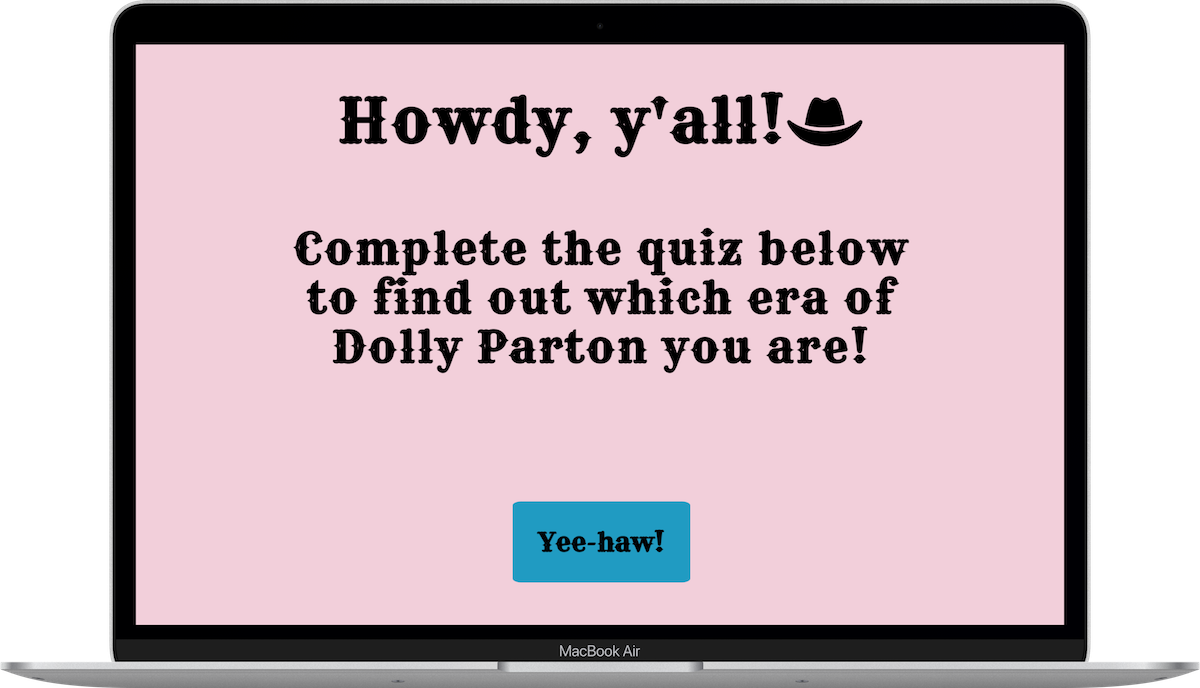 Howdy, y'all!
Complete the quiz below
to find out which era of
Dolly Parton you are!
Yee-haw!
MacBook Air